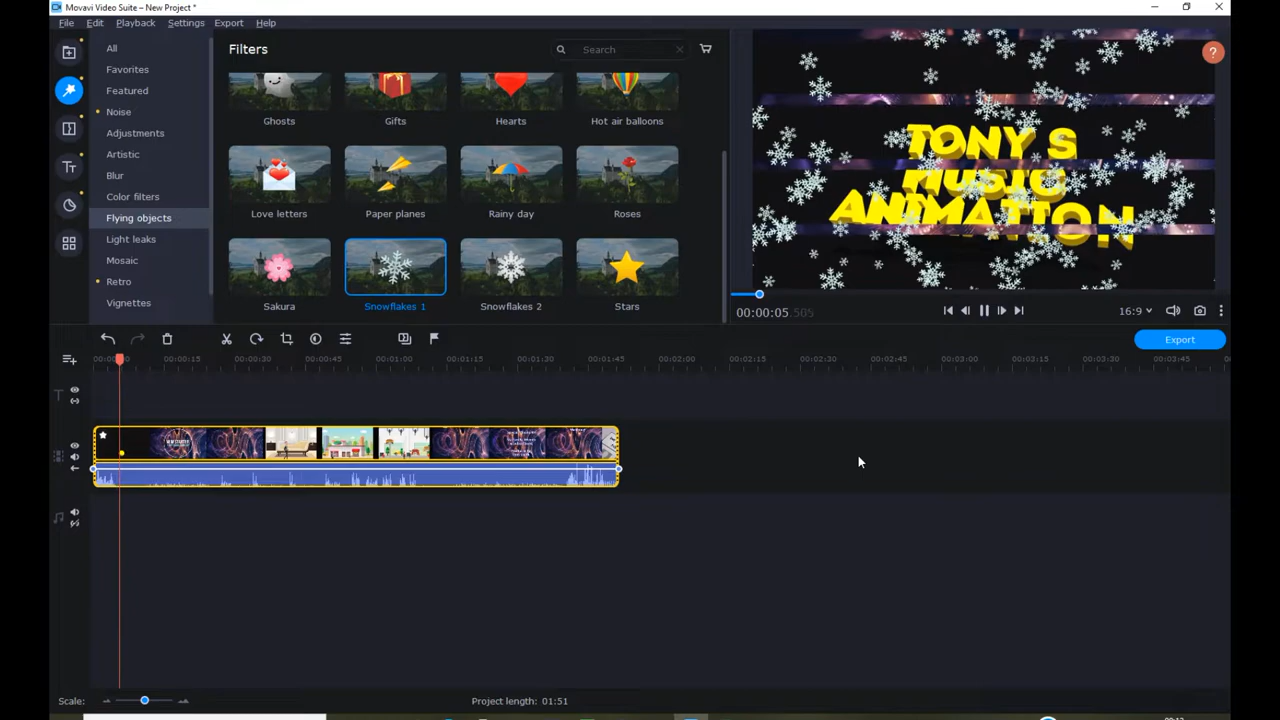 Movavi Video Suite – New Project *
File Edit Playback Settings Export Help
All
Favorites
Featured
Noise
Adjustments
Artistic
Blur
Color filters
Flying objects
Light leaks
Mosaic
Retro
Vignettes
Filters
Search
Ghosts Gifts Hearts Hot air balloons
Love letters Paper planes Rainy day Roses
Sakura Snowflakes 1 Snowflakes 2 Stars
TONY S
MUSIC
ANIMATION
?
00:00:05.505
16:9
Export
00:00:15 00:00:30 00:00:45 00:01:00 00:01:15 00:01:30 00:01:45 00:02:00 00:02:15 00:02:30 00:02:45 00:03:00 00:03:15 00:03:30 00:03:45
Scale:
Project length: 01:51